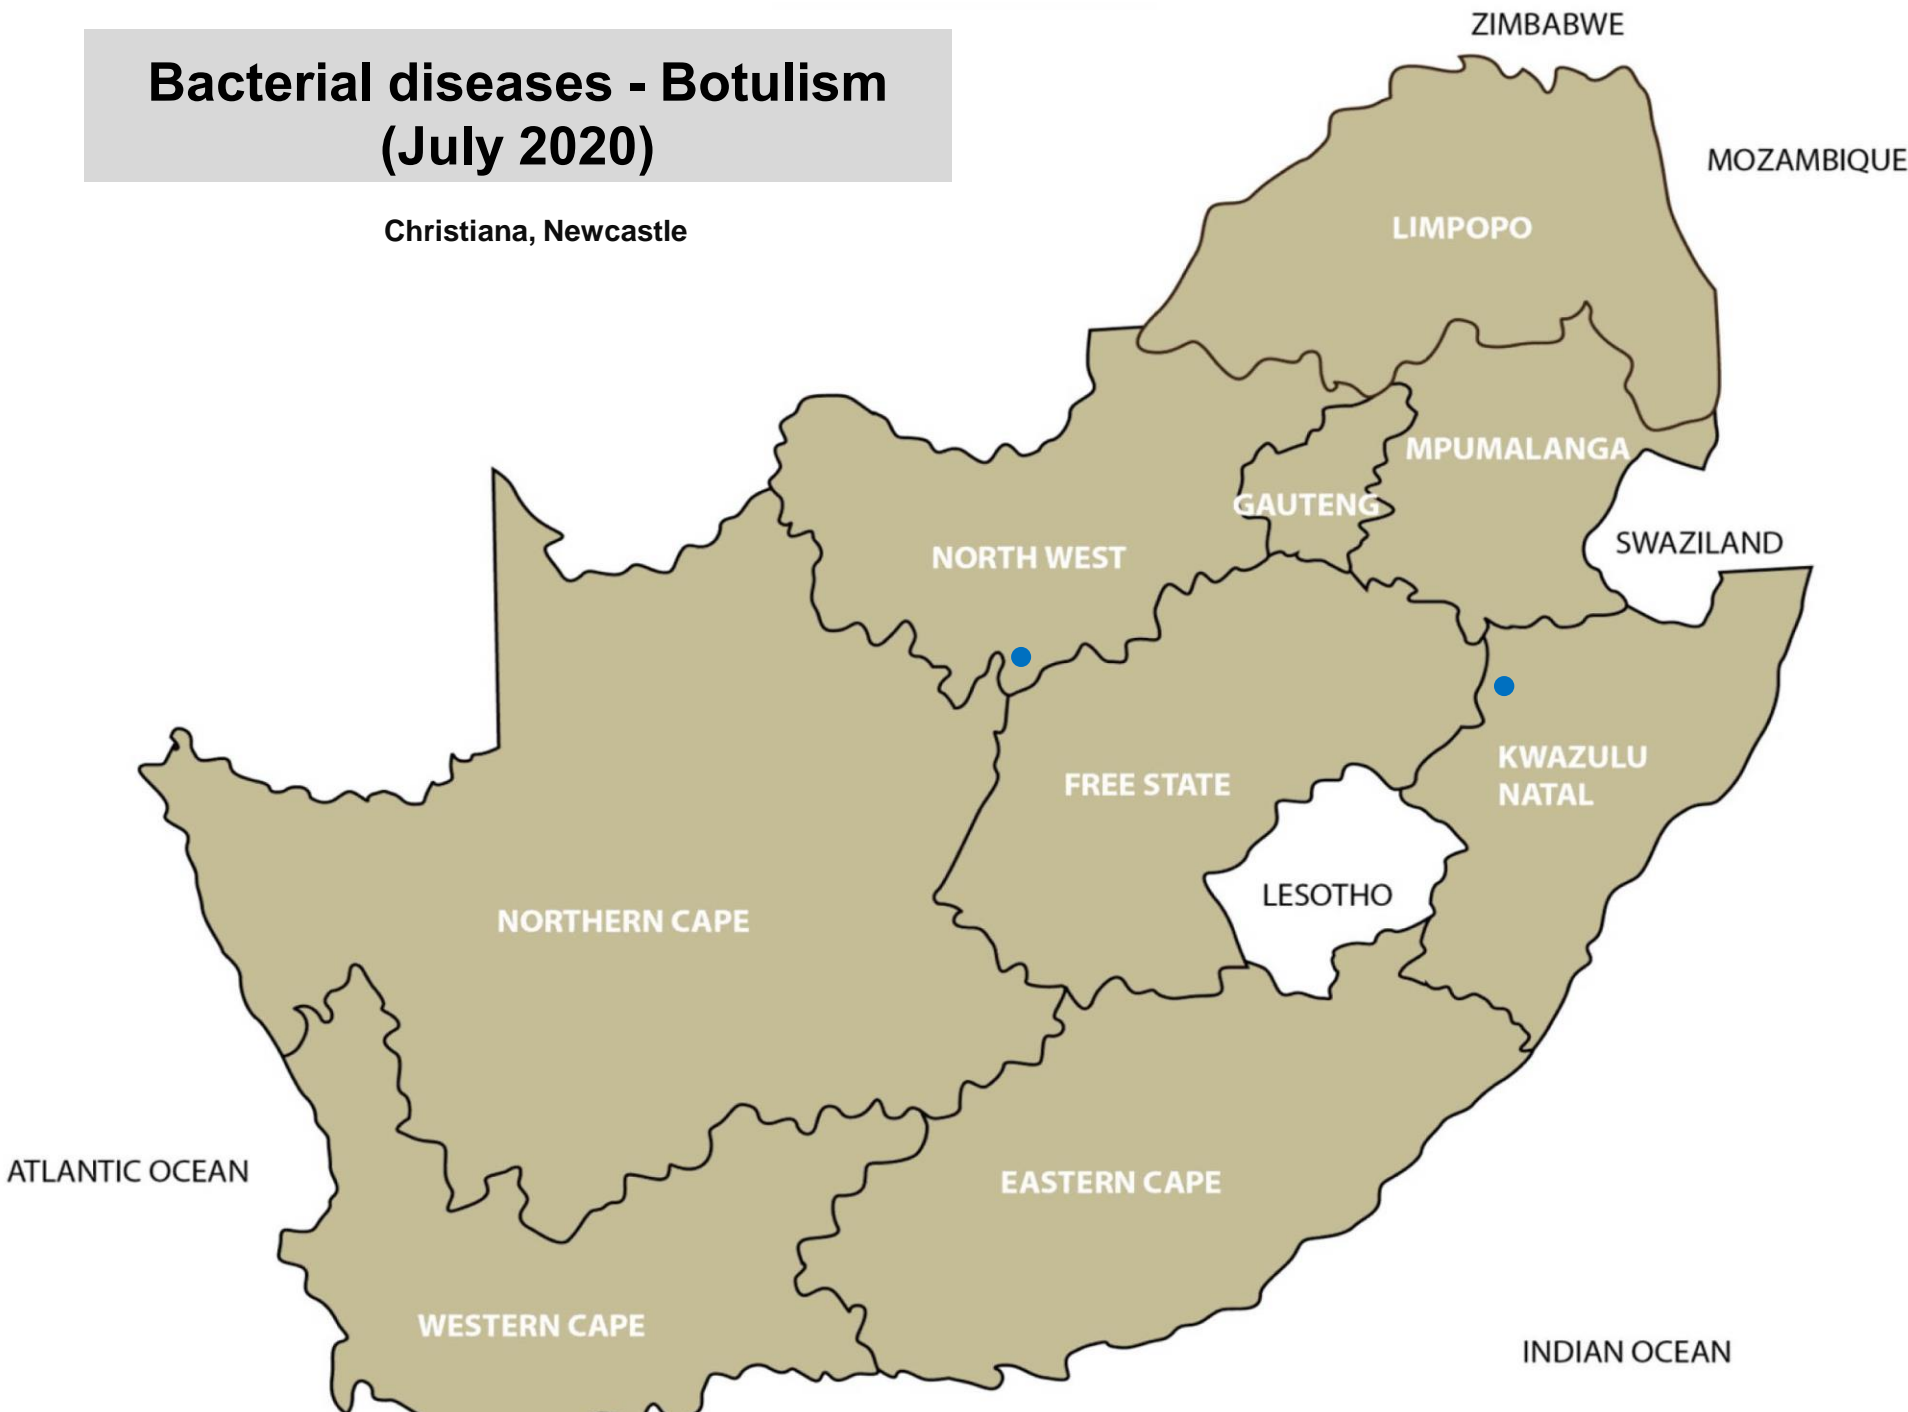 Bacterial diseases - Botulism
(July 2020)
Christiana, Newcastle
ZIMBABWE
MOZAMBIQUE
LIMPOPO
MPUMALANGA
GAUTENG
SWAZILAND
NORTH WEST
KWAZULU
NATAL
FREE STATE
LESOTHO
NORTHERN CAPE
ATLANTIC OCEAN
EASTERN CAPE
WESTERN CAPE
INDIAN OCEAN